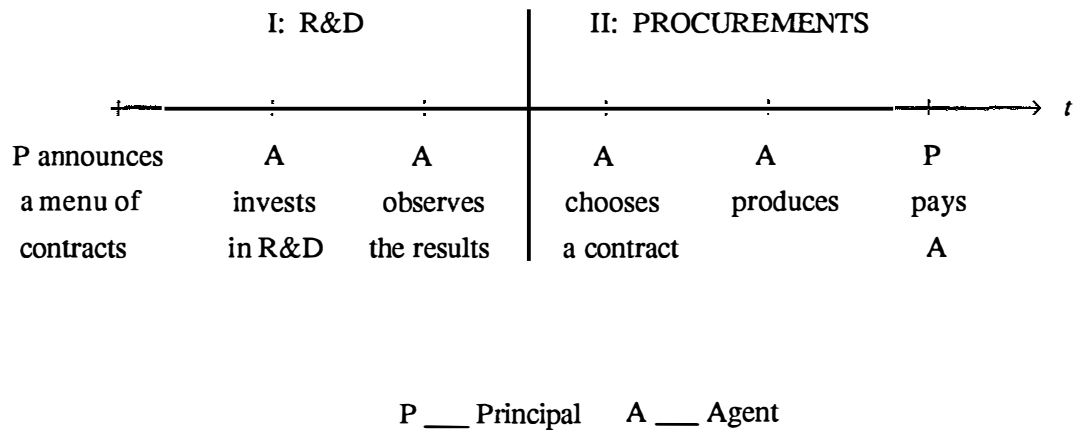 I: R&D II: PROCUREMENTS
t
P announces A A A A P
a menu of invests observes chooses produces pays
contracts in R&D the results a contract A
P ___ Principal A ___ Agent